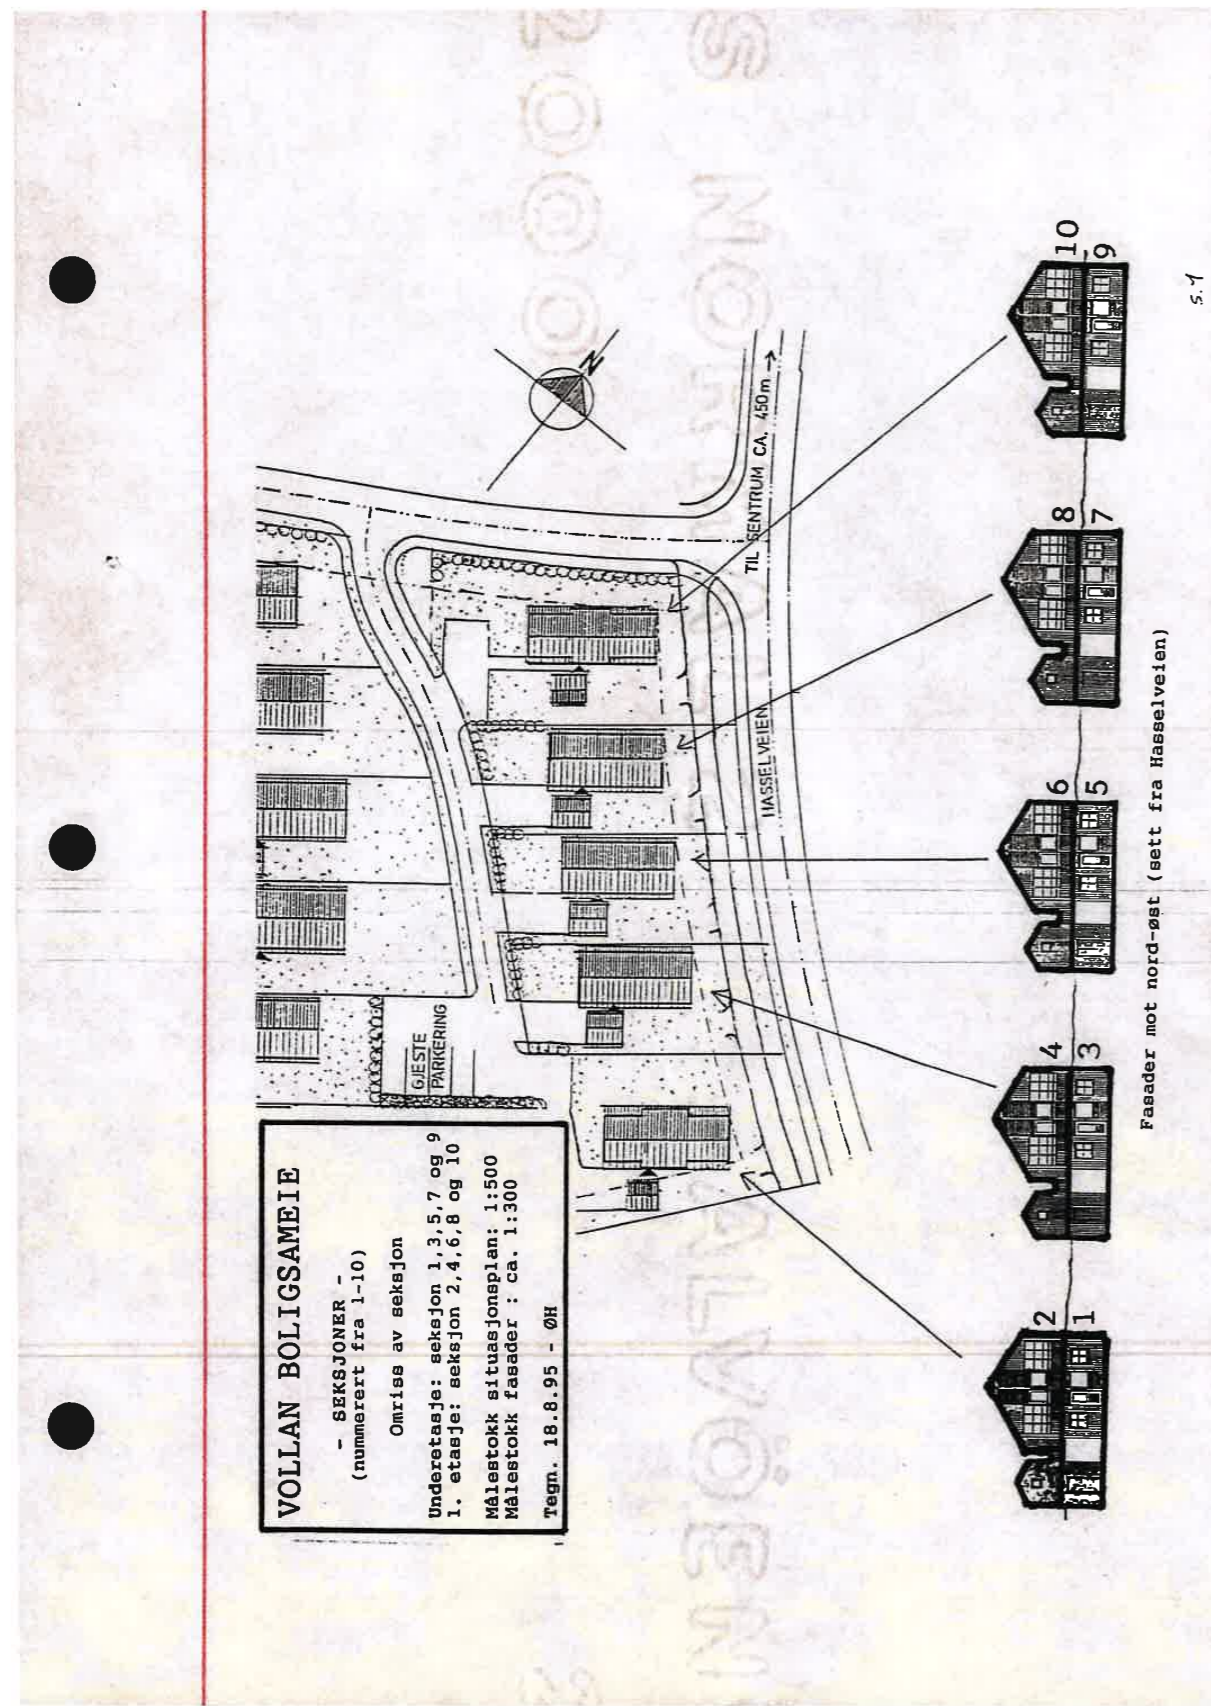 VOLLAN BOLIGSAMEIE
- SEKSJONER -
(nummerert fra 1-10)
Omriss av seksjon
Underetasje: seksjon 1,3,5,7 og 9
1. etasje: seksjon 2,4,6,8 og 10
Målestokk situasjonsplan: 1:500
Målestokk fasader : ca. 1:300
Tegn. 18.8.95 - ØH
GJESTE
PARKERING
N
HASSELVEIEN
TIL SENTRUM CA. 450m →
2
1
4
3
6
5
8
7
10
9
Fasader mot nord-øst (sett fra Hasselveien)
s.1